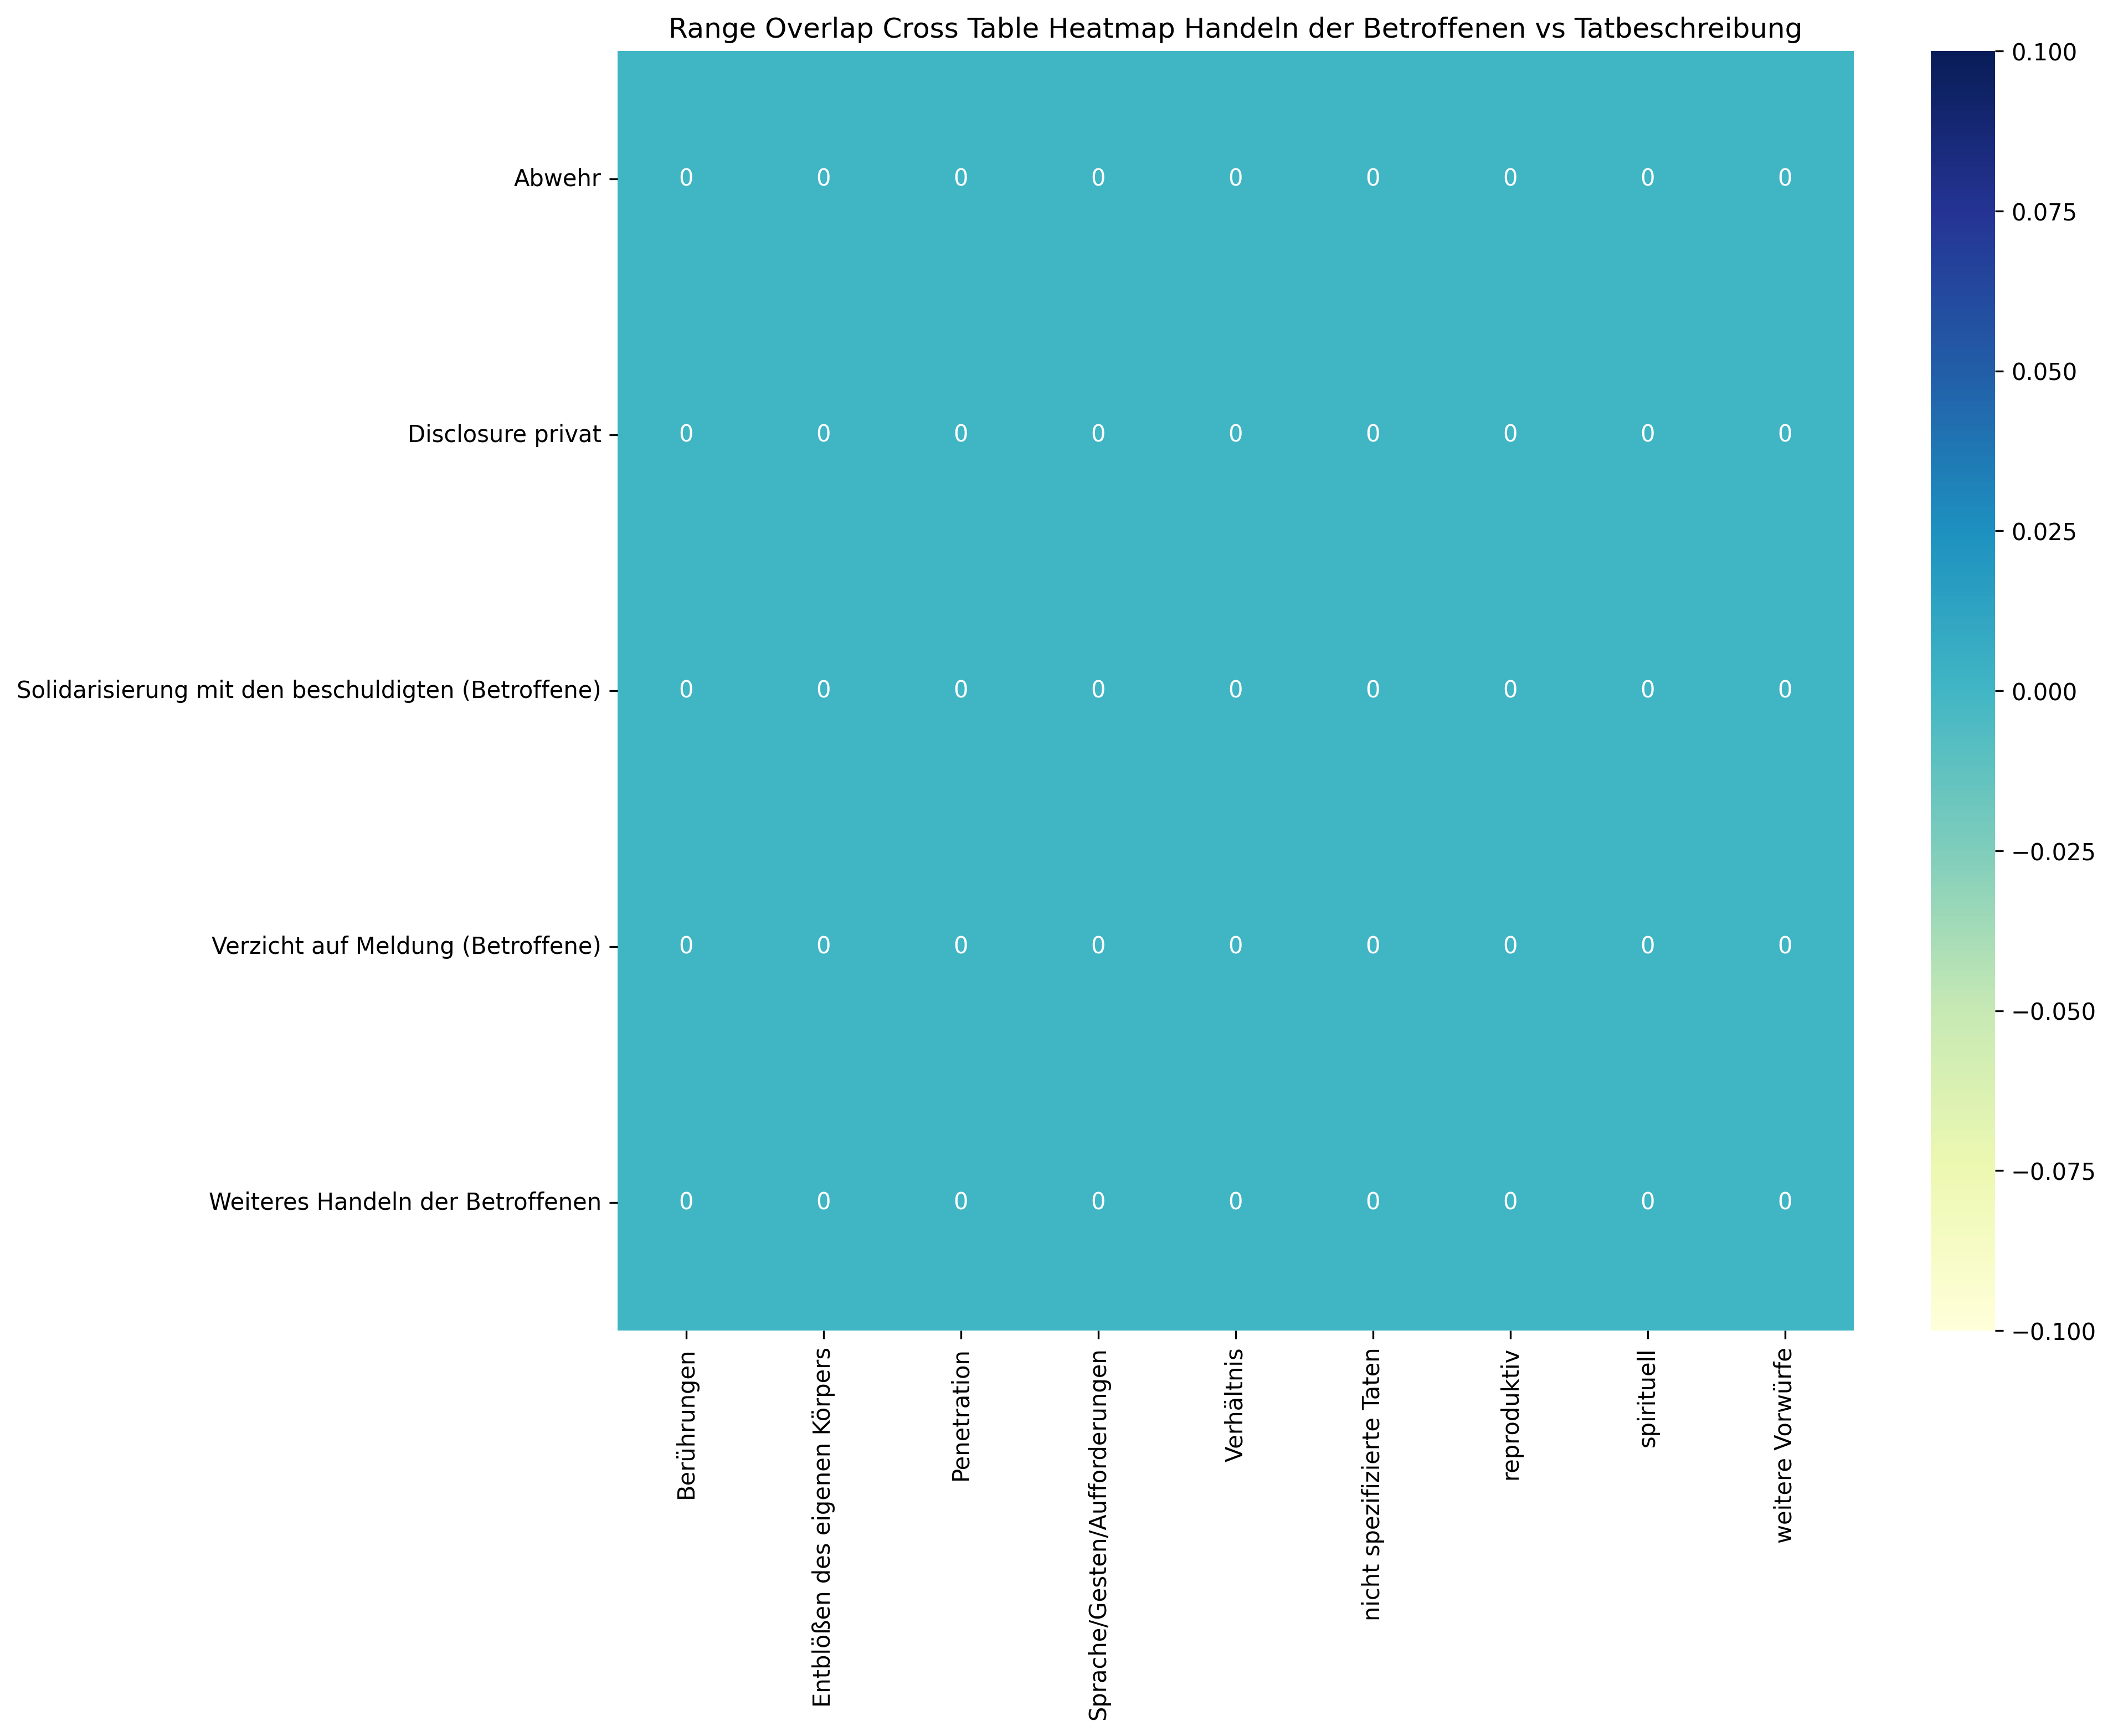 Range Overlap Cross Table Heatmap Handeln der Betroffenen vs Tatbeschreibung
Abwehr
0 0 0 0 0 0 0 0 0
Disclosure privat
0 0 0 0 0 0 0 0 0
Solidarisierung mit den beschuldigten (Betroffene)
0 0 0 0 0 0 0 0 0
Verzicht auf Meldung (Betroffene)
0 0 0 0 0 0 0 0 0
Weiteres Handeln der Betroffenen
0 0 0 0 0 0 0 0 0
Berührungen
Entblößen des eigenen Körpers
Penetration
Sprache/Gesten/Aufforderungen
Verhältnis
nicht spezifizierte Taten
reproduktiv
spirituell
weitere Vorwürfe
0.100
0.075
0.050
0.025
0.000
−0.025
−0.050
−0.075
−0.100